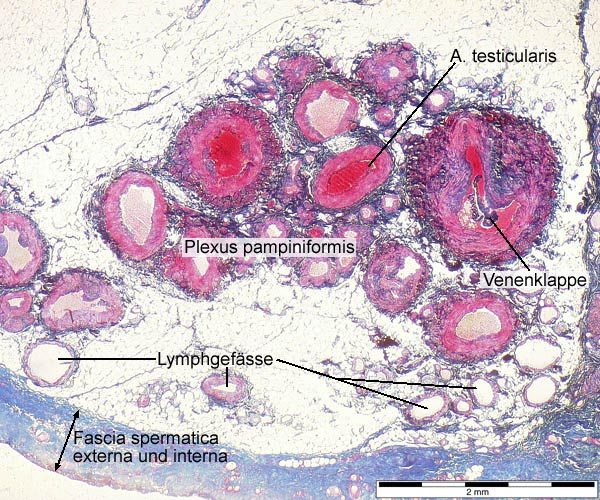 A. testicularis
Plexus pampiniformis
Venenklappe
Lymphgefässe
Fascia spermatica
externa und interna
2 mm